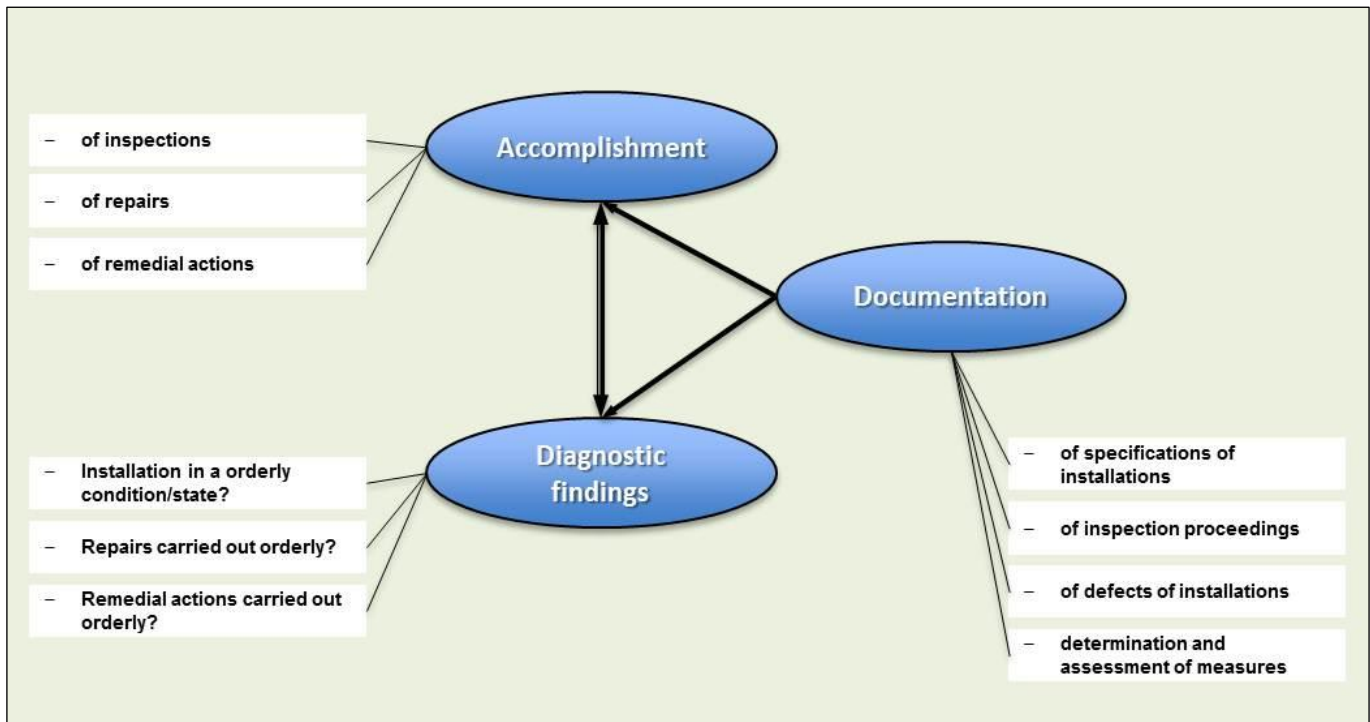 Accomplishment
– of inspections
– of repairs
– of remedial actions
Documentation
– of specifications of
installations
– of inspection proceedings
– of defects of installations
– determination and
assessment of measures
Diagnostic
findings
– Installation in a orderly
condition/state?
– Repairs carried out orderly?
– Remedial actions carried out
orderly?